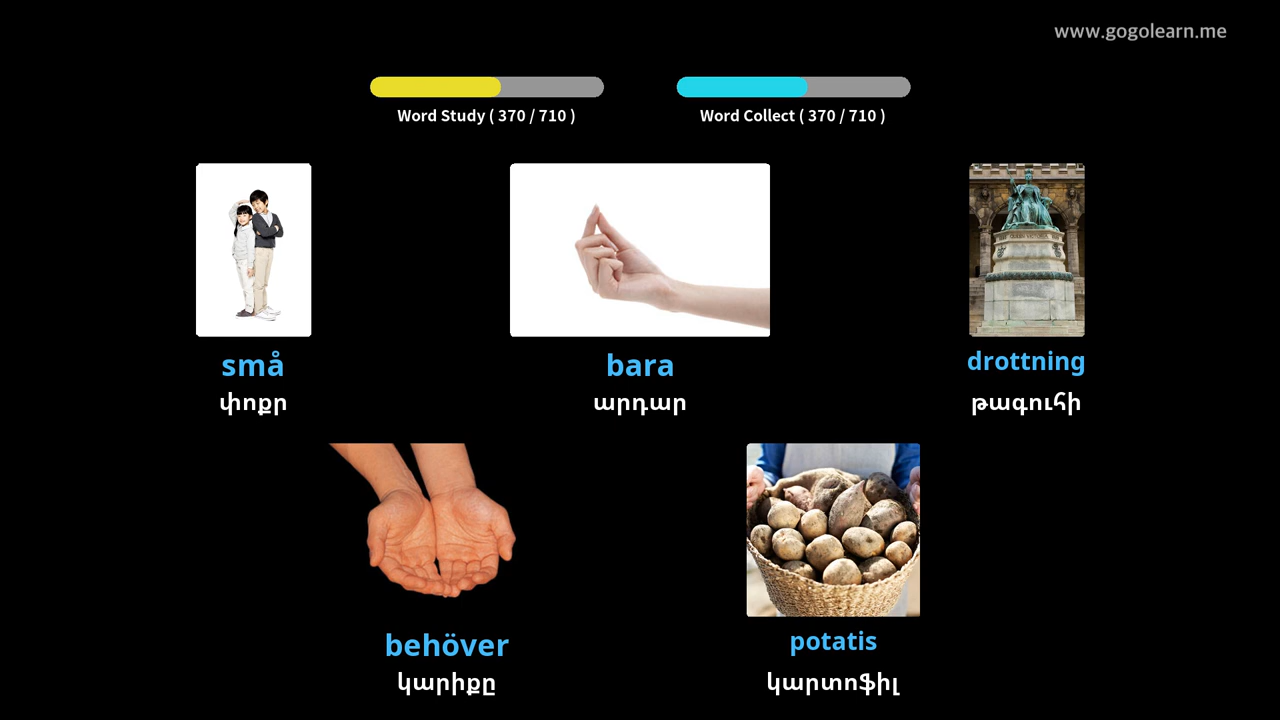 www.gogolearn.me
Word Study ( 370 / 710 )
Word Collect ( 370 / 710 )
små
փոքր
bara
արդար
drottning
թագուհի
behöver
կարիքը
potatis
կարտոֆիլ